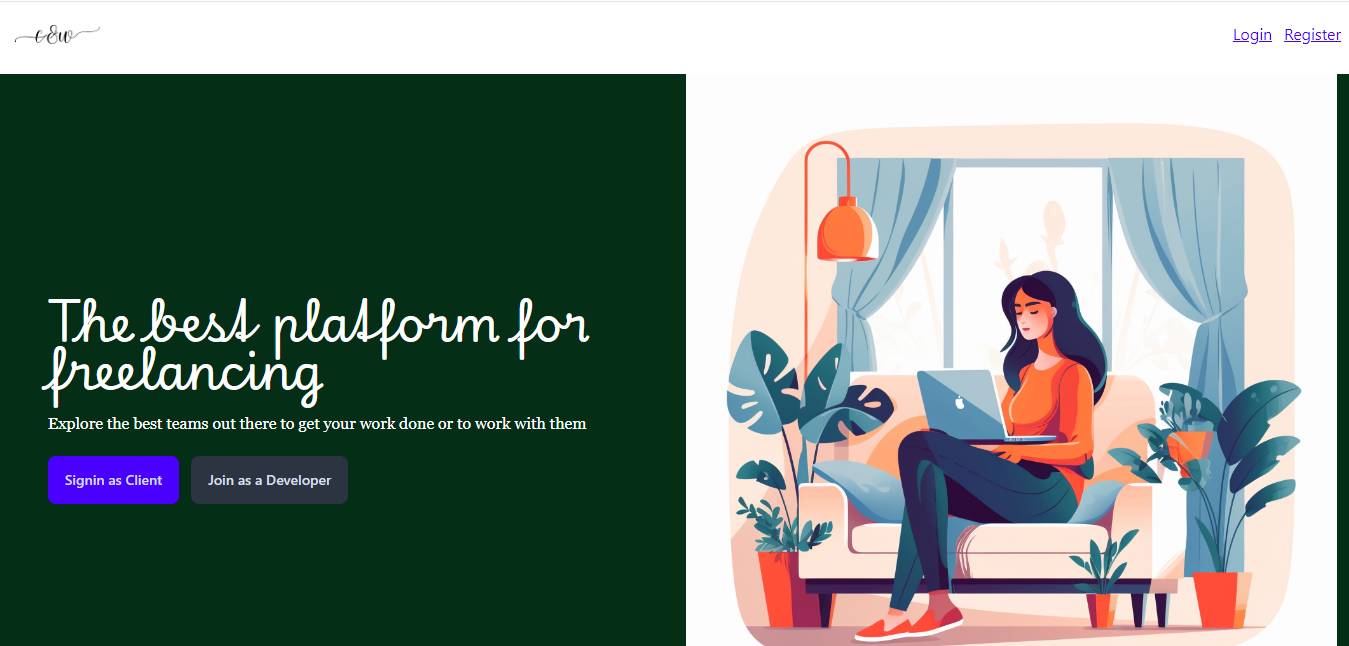 c&w
Login Register
The best platform for
freelancing
Explore the best teams out there to get your work done or to work with them
Signin as Client Join as a Developer